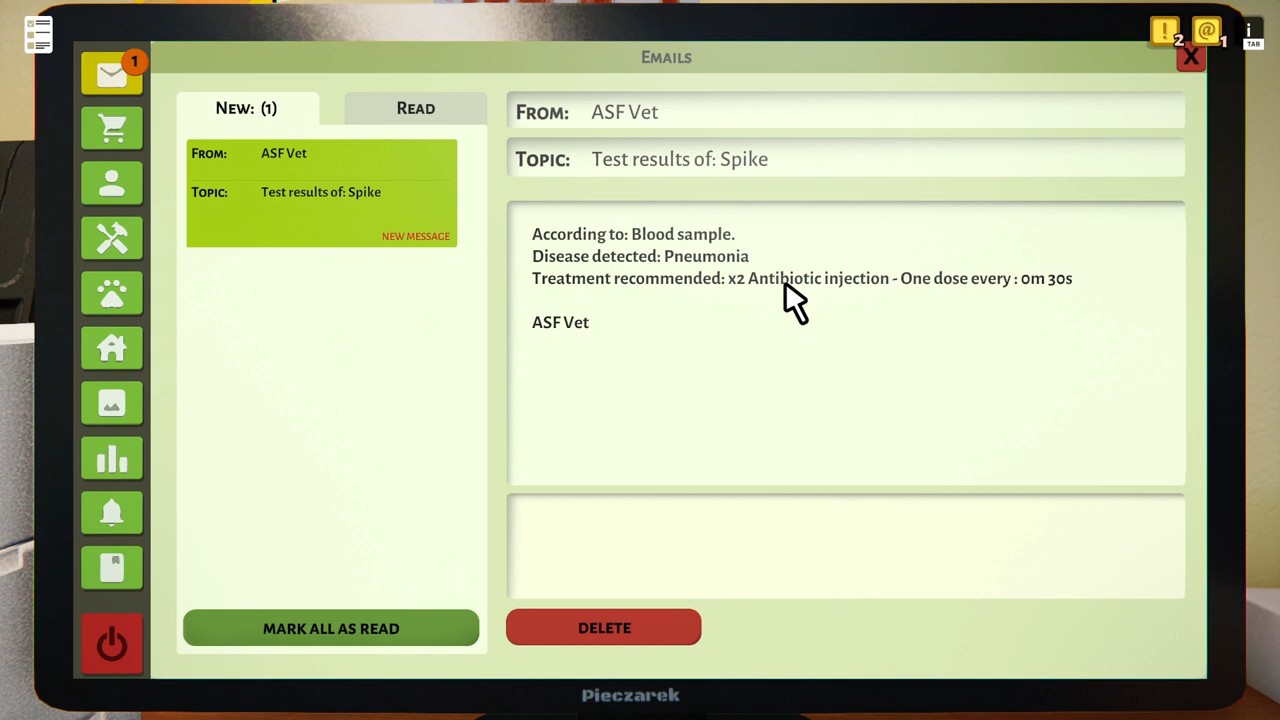 EMAILS
2
1
i
TAB
X
1
NEW: (1)
READ
FROM: ASF Vet
TOPIC: Test results of: Spike
NEW MESSAGE
FROM: ASF Vet
TOPIC: Test results of: Spike
According to: Blood sample.
Disease detected: Pneumonia
Treatment recommended: x2 Antibiotic injection - One dose every : 0m 30s
ASF Vet
MARK ALL AS READ
DELETE
Pieczarek